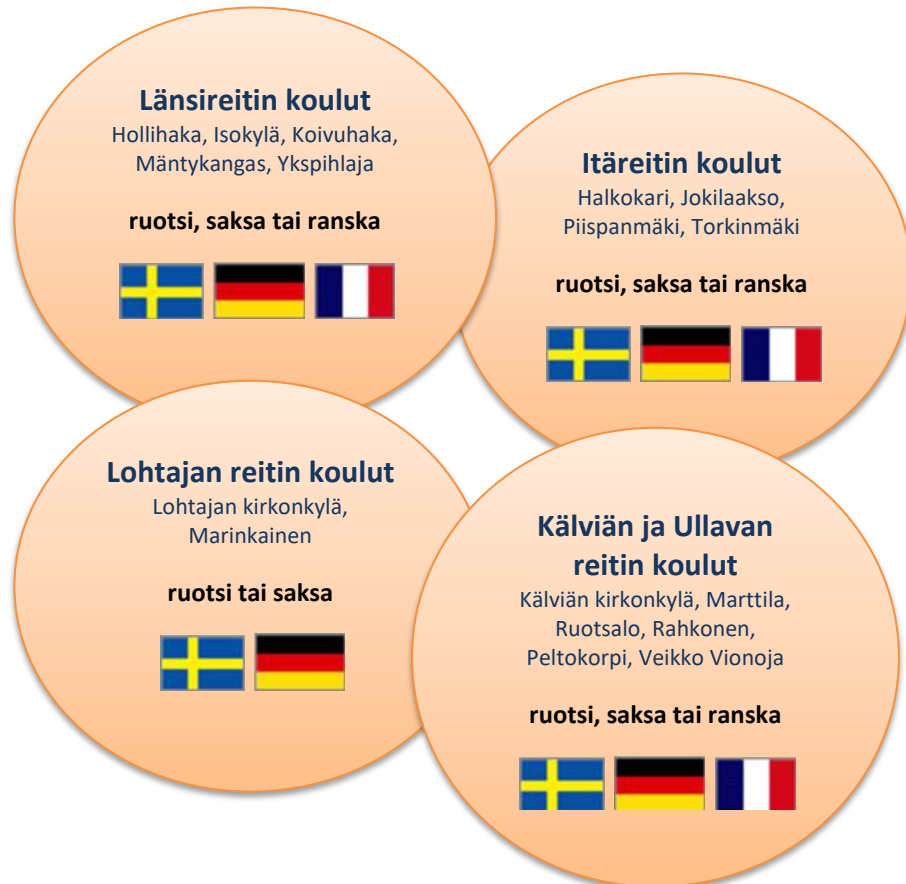 Länsireitin koulut
Hollihaka, Isokylä, Koivuhaka,
Mäntykangas, Ykspihlaja
ruotsi, saksa tai ranska
Itäreitin koulut
Halkokari, Jokilaakso,
Piispanmäki, Torkinmäki
ruotsi, saksa tai ranska
Lohtajan reitin koulut
Lohtajan kirkonkylä,
Marinkainen
ruotsi tai saksa
Kälviän ja Ullavan
reitin koulut
Kälviän kirkonkylä, Marttila,
Ruotsalo, Rahkonen,
Peltokorpi, Veikko Vionoja
ruotsi, saksa tai ranska